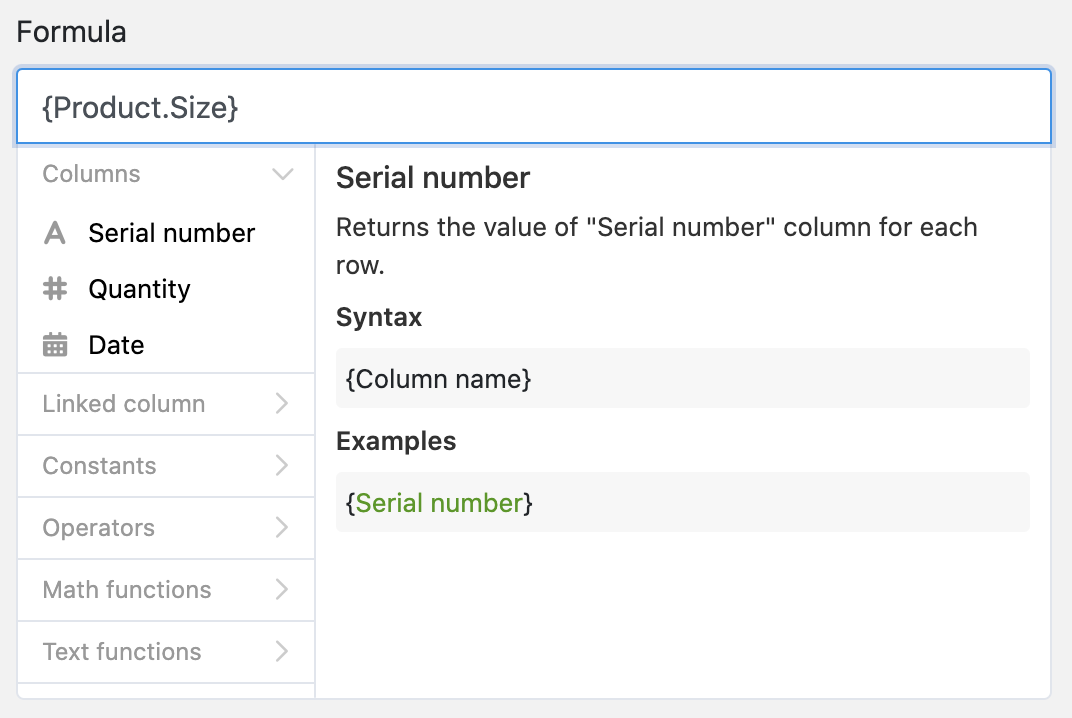 Formula
{Product.Size}
Columns
Serial number
Quantity
Date
Linked column
Constants
Operators
Math functions
Text functions
Serial number
Returns the value of "Serial number" column for each
row.
Syntax
{Column name}
Examples
{Serial number}